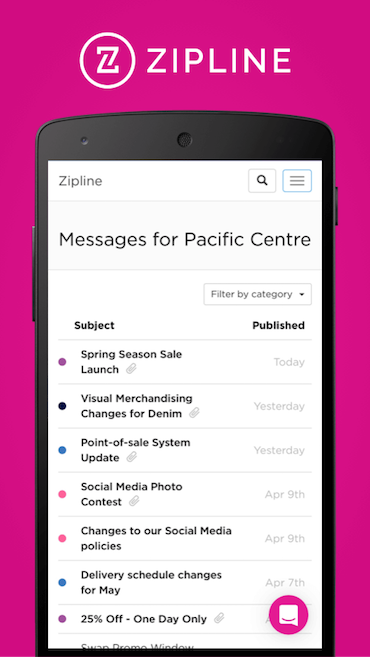 ZIPLINE
Zipline
Messages for Pacific Centre
Filter by category
Subject Published
Spring Season Sale
Launch
Today
Visual Merchandising
Changes for Denim
Yesterday
Point-of-sale System
Update
Yesterday
Social Media Photo
Contest
Apr 9th
Changes to our Social Media
policies
Apr 9th
Delivery schedule changes
for May
Apr 7th
25% Off - One Day Only
Swap Promo Window